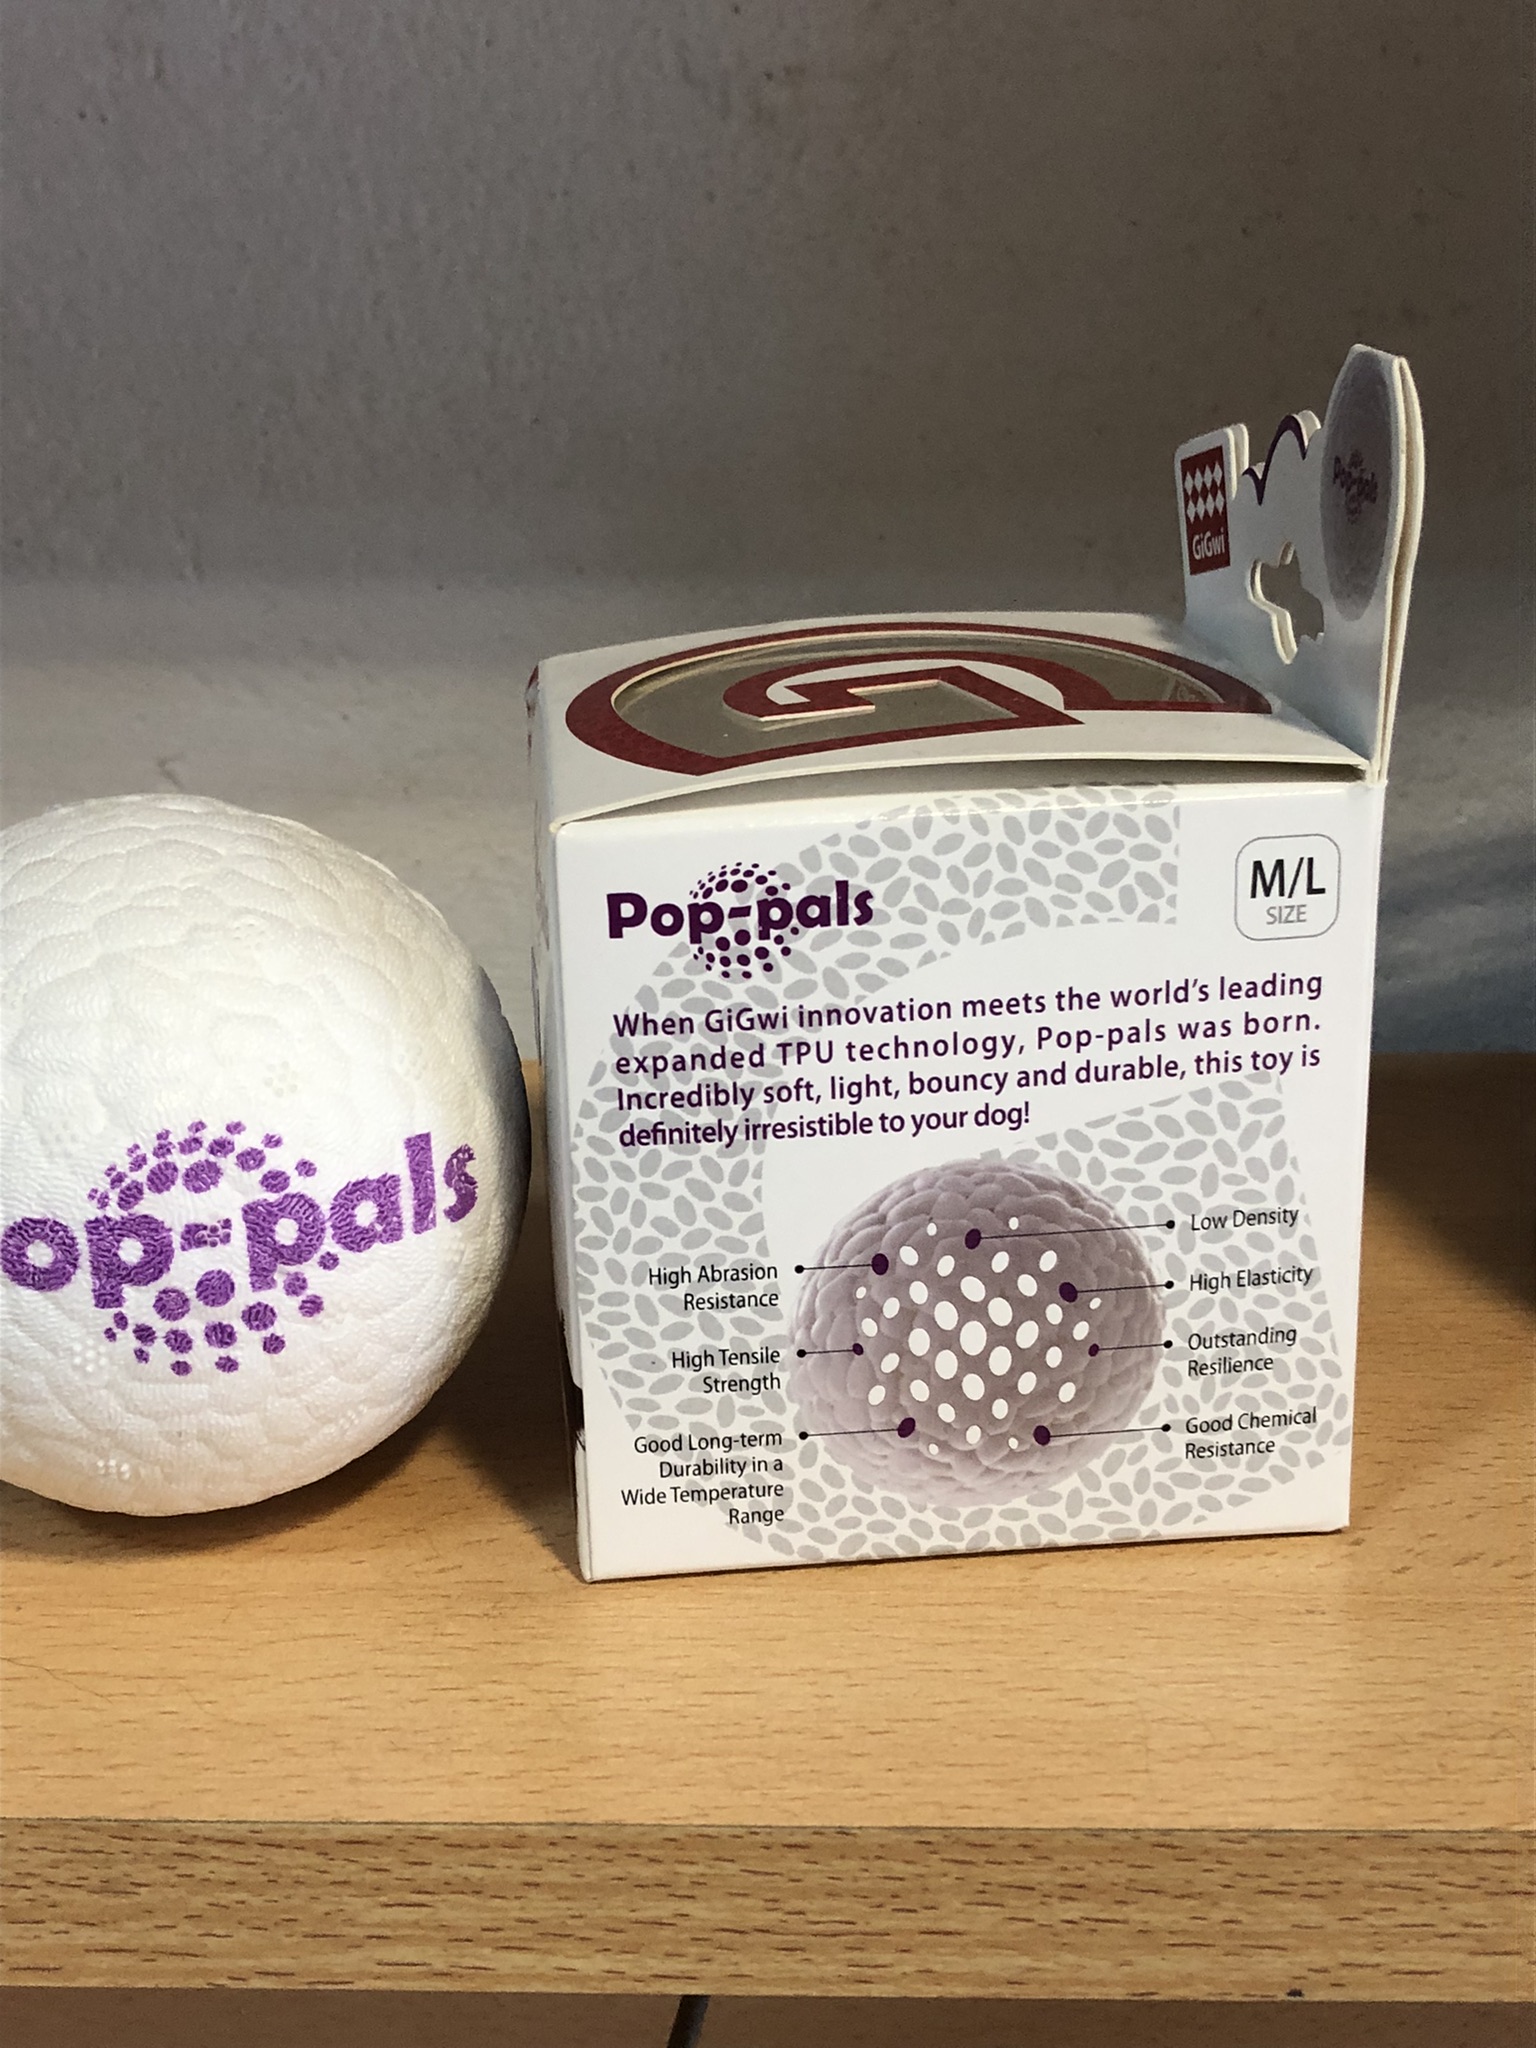 GiGwi
Pop-pals
Pop-pals
M/L
SIZE
When GiGwi innovation meets the world's leading
expanded TPU technology, Pop-pals was born.
Incredibly soft, light, bouncy and durable, this toy is
definitely irresistible to your dog!
High Abrasion
Resistance
High Tensile
Strength
Good Long-term
Durability in a
Wide Temperature
Range
Low Density
High Elasticity
Outstanding
Resilience
Good Chemical
Resistance
op-pals